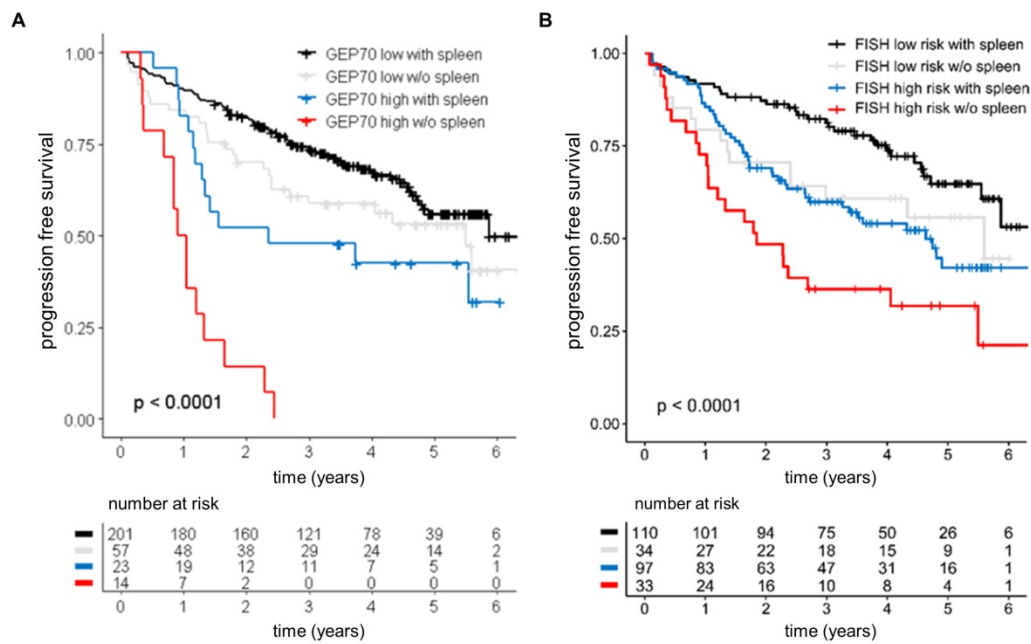 A
progression free survival
1.00
0.75
0.50
0.25
0.00
GEP70 low with spleen
GEP70 low w/o spleen
GEP70 high with spleen
GEP70 high w/o spleen
p < 0.0001
0 1 2 3 4 5 6
time (years)
number at risk
201 180 160 121 78 39 6
57 48 38 29 24 14 2
23 19 12 11 7 5 1
14 7 2 0 0 0 0
0 1 2 3 4 5 6
time (years)
B
progression free survival
1.00
0.75
0.50
0.25
0.00
FISH low risk with spleen
FISH low risk w/o spleen
FISH high risk with spleen
FISH high risk w/o spleen
p < 0.0001
0 1 2 3 4 5 6
time (years)
number at risk
110 101 94 75 50 26 6
34 27 22 18 15 9 1
97 83 63 47 31 16 1
33 24 16 10 8 4 1
0 1 2 3 4 5 6
time (years)